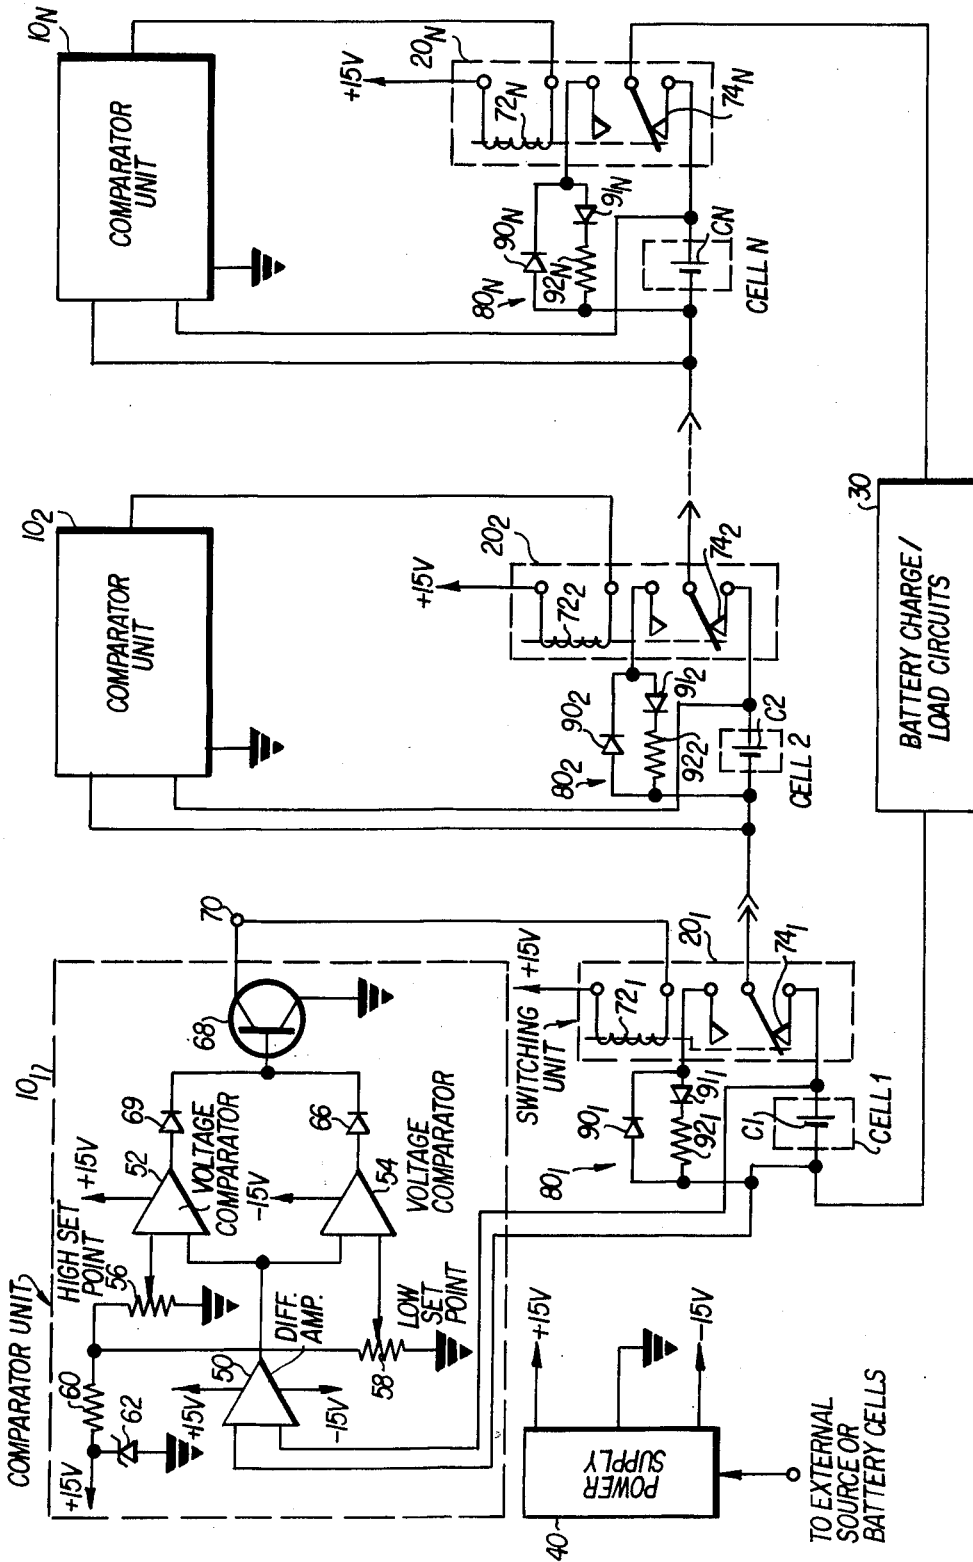 COMPARATOR UNIT
10₁
+15V
60
62
HIGH SET
POINT
56
+15V
52
VOLTAGE
COMPARATOR
69
68
70
+15V
50
DIFF.
AMP.
-15V
58
LOW
SET
POINT
-15V
54
VOLTAGE
COMPARATOR
66
10₂
COMPARATOR
UNIT
10N
COMPARATOR
UNIT
40
POWER
SUPPLY
+15V
-15V
TO EXTERNAL
SOURCE OR
BATTERY CELLS
SWITCHING
UNIT
+15V
72₁
20₁
74₁
80₁
90₁
91₁
92₁
C1
CELL 1
+15V
72₂
20₂
74₂
80₂
90₂
91₂
92₂
C2
CELL 2
+15V
72N
20N
74N
80N
90N
91N
92N
CN
CELL N
30
BATTERY CHARGE/
LOAD CIRCUITS